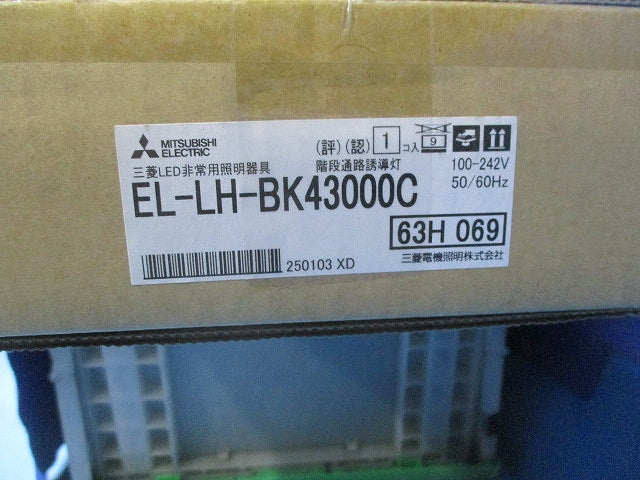 MITSUBISHI
ELECTRIC
(評)(認) 1 コ入 9
三菱LED非常用照明器具 階段通路誘導灯 100-242V
EL-LH-BK43000C 50/60Hz
63H 069
250103 XD 三菱電機照明株式会社